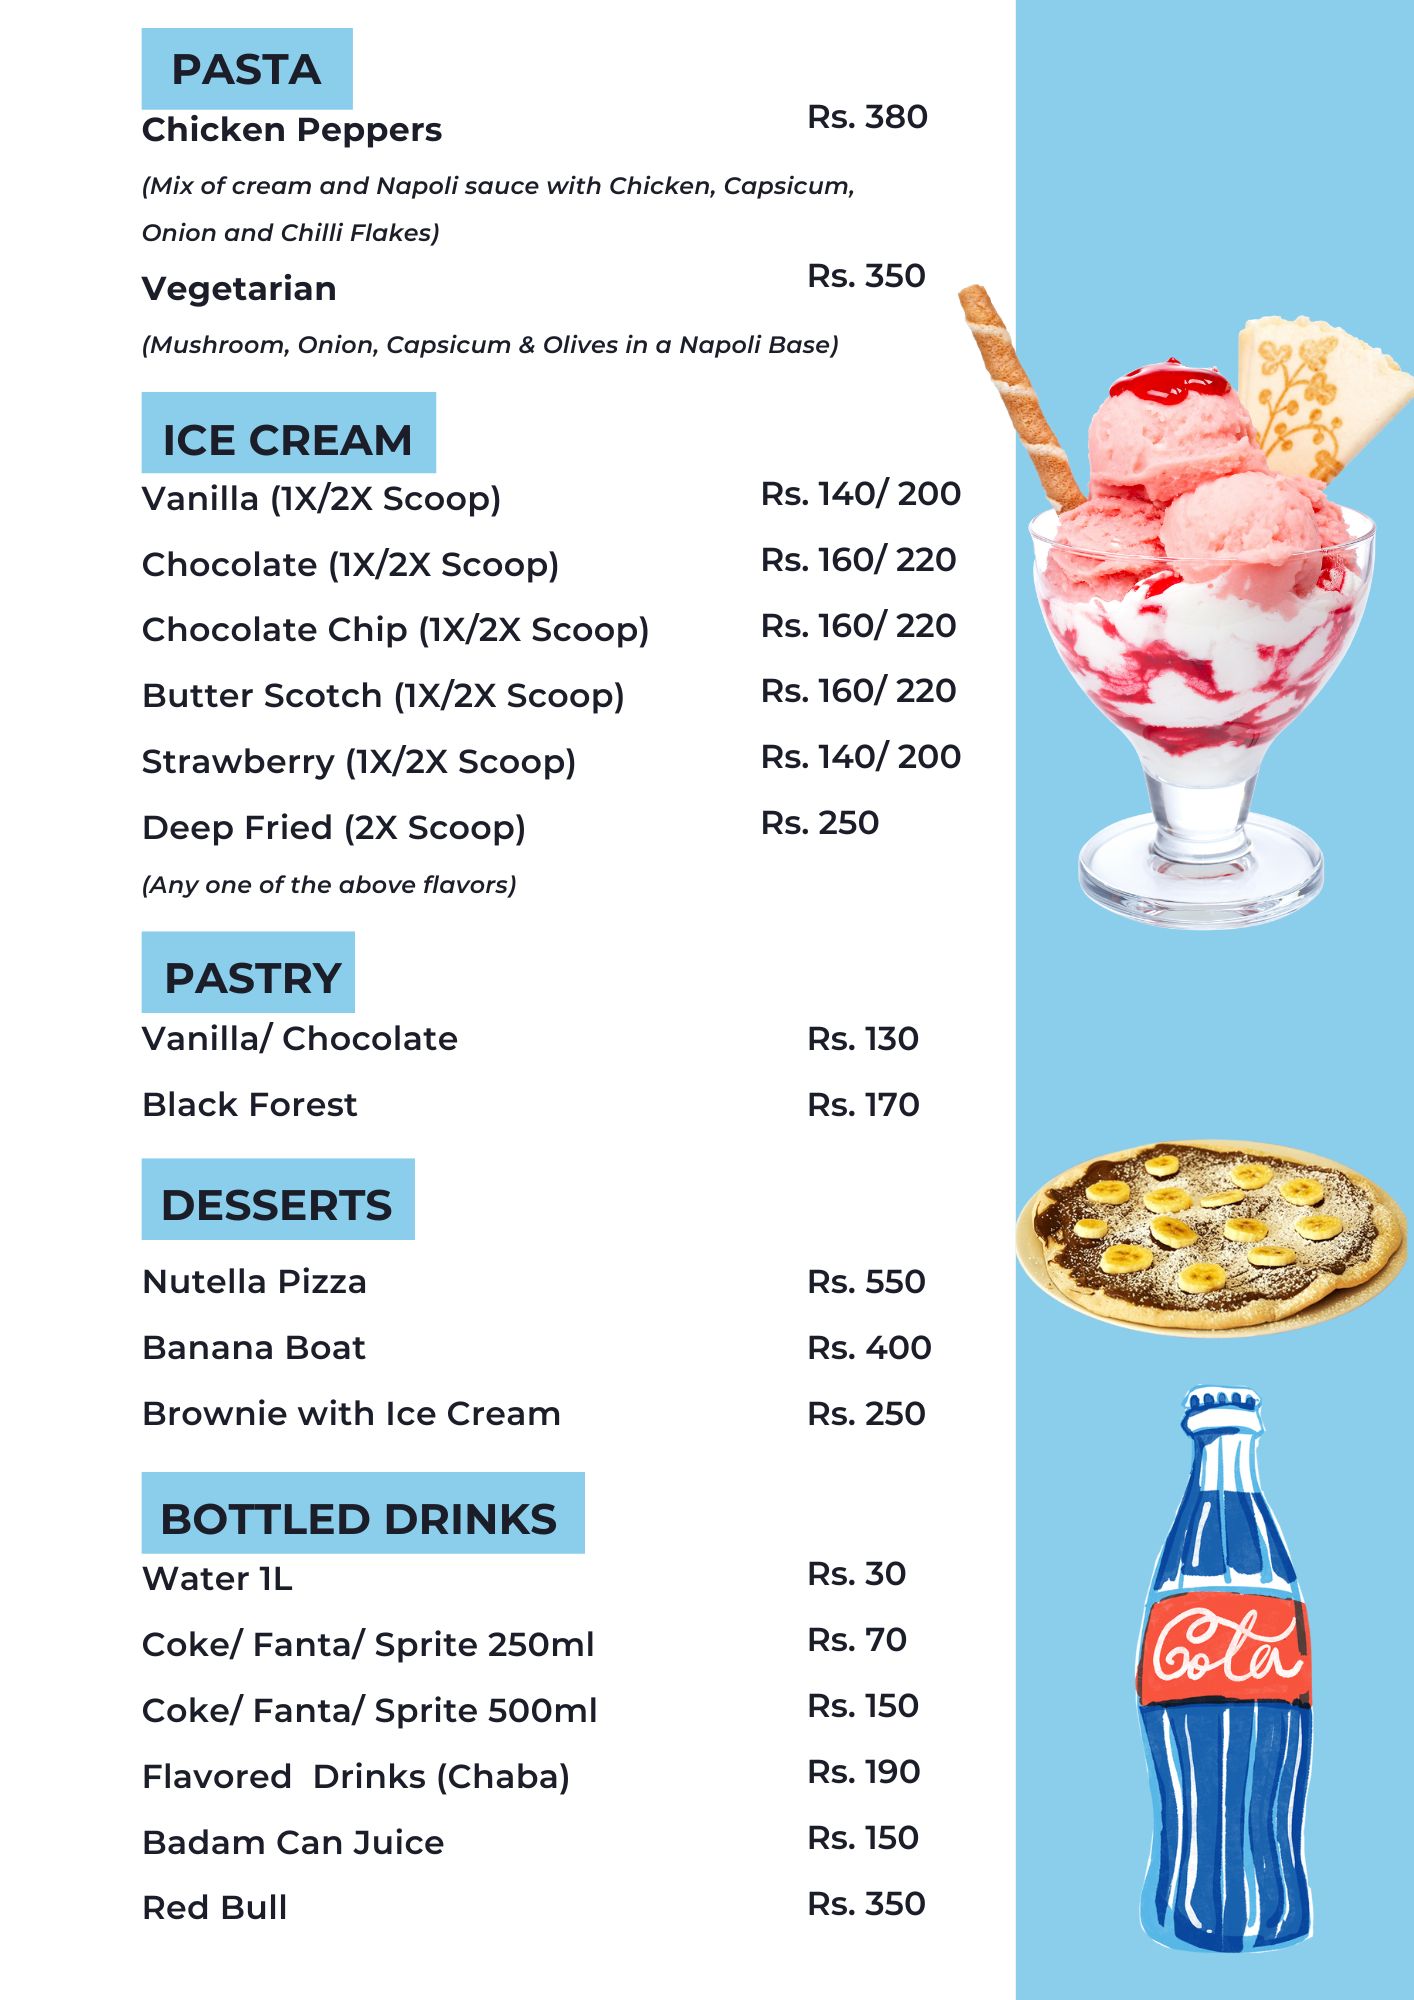 PASTA
Chicken Peppers Rs. 380
(Mix of cream and Napoli sauce with Chicken, Capsicum,
Onion and Chilli Flakes)
Vegetarian Rs. 350
(Mushroom, Onion, Capsicum & Olives in a Napoli Base)
ICE CREAM
Vanilla (1X/2X Scoop) Rs. 140/ 200
Chocolate (1X/2X Scoop) Rs. 160/ 220
Chocolate Chip (1X/2X Scoop) Rs. 160/ 220
Butter Scotch (1X/2X Scoop) Rs. 160/ 220
Strawberry (1X/2X Scoop) Rs. 140/ 200
Deep Fried (2X Scoop) Rs. 250
(Any one of the above flavors)
PASTRY
Vanilla/ Chocolate Rs. 130
Black Forest Rs. 170
DESSERTS
Nutella Pizza Rs. 550
Banana Boat Rs. 400
Brownie with Ice Cream Rs. 250
BOTTLED DRINKS
Water 1L Rs. 30
Coke/ Fanta/ Sprite 250ml Rs. 70
Coke/ Fanta/ Sprite 500ml Rs. 150
Flavored  Drinks (Chaba) Rs. 190
Badam Can Juice Rs. 150
Red Bull Rs. 350
Cola